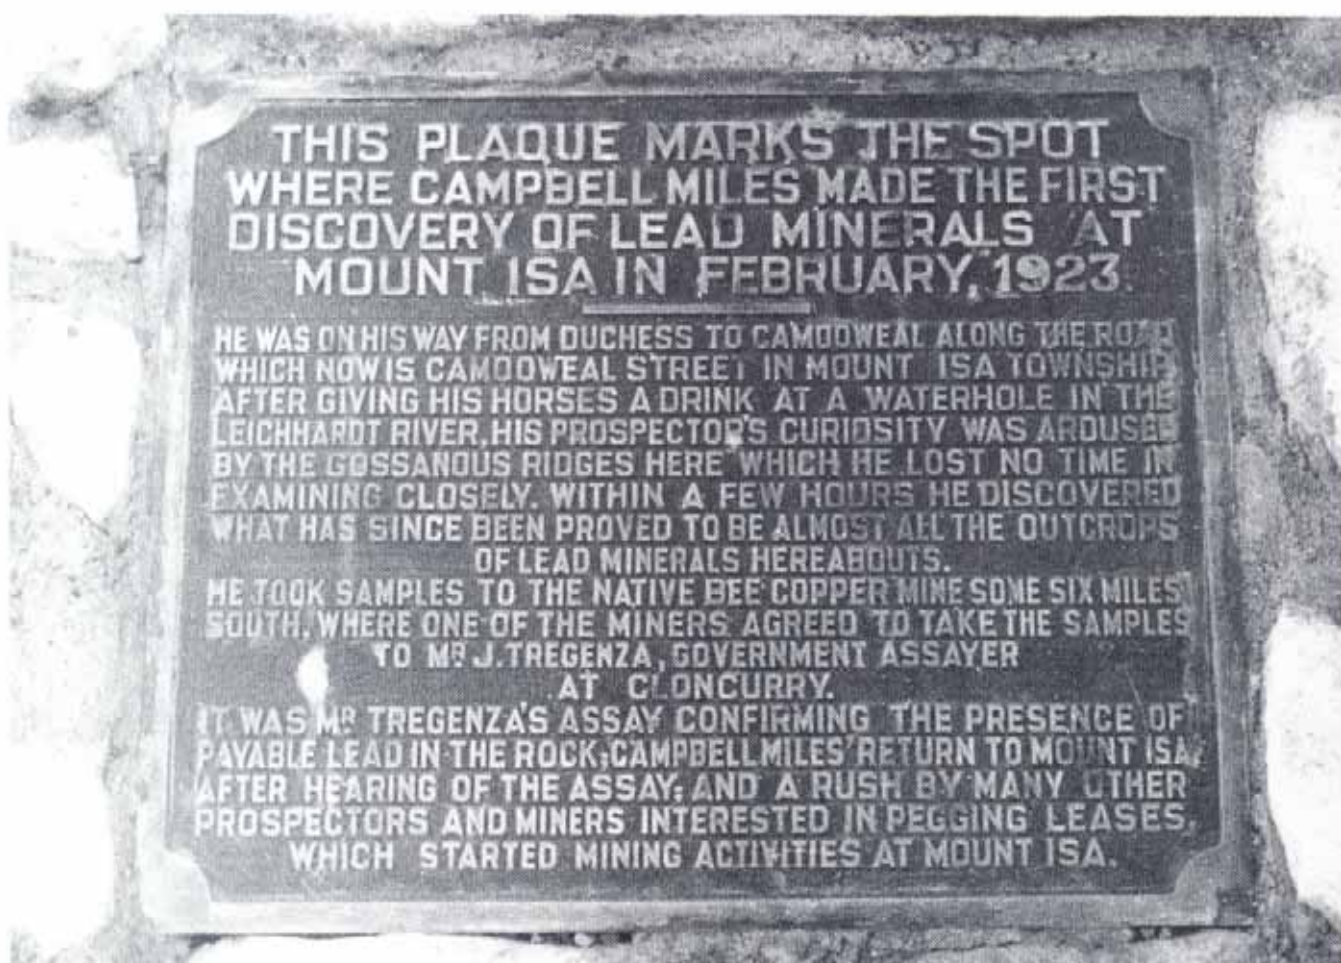 THIS PLAQUE MARKS THE SPOT
WHERE CAMPBELL MILES MADE THE FIRST
DISCOVERY OF LEAD MINERALS AT
MOUNT ISA IN FEBRUARY, 1923.
HE WAS ON HIS WAY FROM DUCHESS TO CAMOOWEAL ALONG THE ROAD
WHICH NOW IS CAMOOWEAL STREET IN MOUNT ISA TOWNSHIP,
AFTER GIVING HIS HORSES A DRINK AT A WATERHOLE IN THE
LEICHHARDT RIVER, HIS PROSPECTOR'S CURIOSITY WAS AROUSED
BY THE GOSSANOUS RIDGES HERE WHICH HE LOST NO TIME IN
EXAMINING CLOSELY. WITHIN A FEW HOURS HE DISCOVERED
WHAT HAS SINCE BEEN PROVED TO BE ALMOST ALL THE OUTCROPS
OF LEAD MINERALS HEREABOUTS.
HE TOOK SAMPLES TO THE NATIVE BEE COPPER MINE SOME SIX MILES
SOUTH, WHERE ONE OF THE MINERS AGREED TO TAKE THE SAMPLES
TO MR. J. TREGENZA, GOVERNMENT ASSAYER
AT CLONCURRY.
IT WAS MR. TREGENZA'S ASSAY CONFIRMING THE PRESENCE OF
PAYABLE LEAD IN THE ROCK; CAMPBELL MILES' RETURN TO MOUNT ISA,
AFTER HEARING OF THE ASSAY; AND A RUSH BY MANY OTHER
PROSPECTORS AND MINERS INTERESTED IN PEGGING LEASES,
WHICH STARTED MINING ACTIVITIES AT MOUNT ISA.